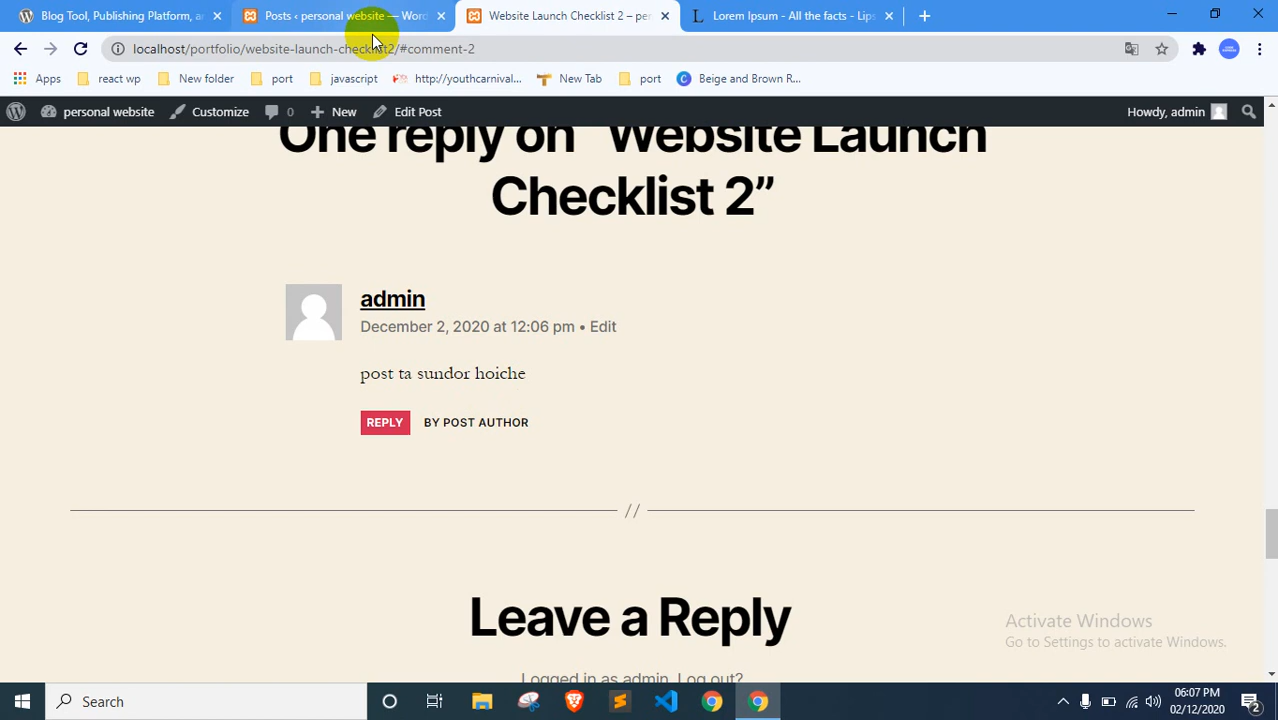 Blog Tool, Publishing Platform, a
Posts ‹ personal website — Word
Website Launch Checklist 2 – per
Lorem Ipsum - All the facts - Lips
localhost/portfolio/website-launch-checklist2/#comment-2
Apps
react wp
New folder
port
javascript
http://youthcarnival...
New Tab
port
Beige and Brown R...
personal website
Customize
0
New
Edit Post
Howdy, admin
One reply on “Website Launch
Checklist 2”
admin
December 2, 2020 at 12:06 pm • Edit
post ta sundor hoiche
REPLY
BY POST AUTHOR
//
Leave a Reply
Logged in as admin. Log out?
Activate Windows
Go to Settings to activate Windows.
Search
06:07 PM
02/12/2020
2